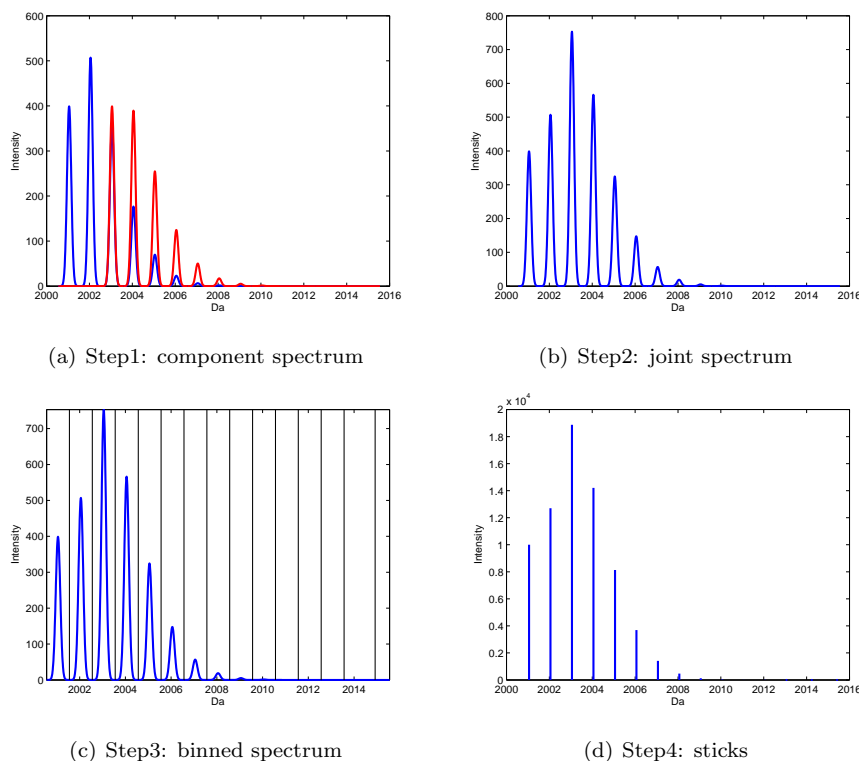 600
500
400
300
200
100
0
Intensity
2000 2002 2004 2006 2008 2010 2012 2014 2016
Da
(a) Step1: component spectrum
800
700
600
500
400
300
200
100
0
Intensity
2000 2002 2004 2006 2008 2010 2012 2014 2016
Da
(b) Step2: joint spectrum
700
600
500
400
300
200
100
0
Intensity
2002 2004 2006 2008 2010 2012 2014
Da
(c) Step3: binned spectrum
x 10^4
2
1.8
1.6
1.4
1.2
1
0.8
0.6
0.4
0.2
0
Intensity
2000 2002 2004 2006 2008 2010 2012 2014 2016
Da
(d) Step4: sticks